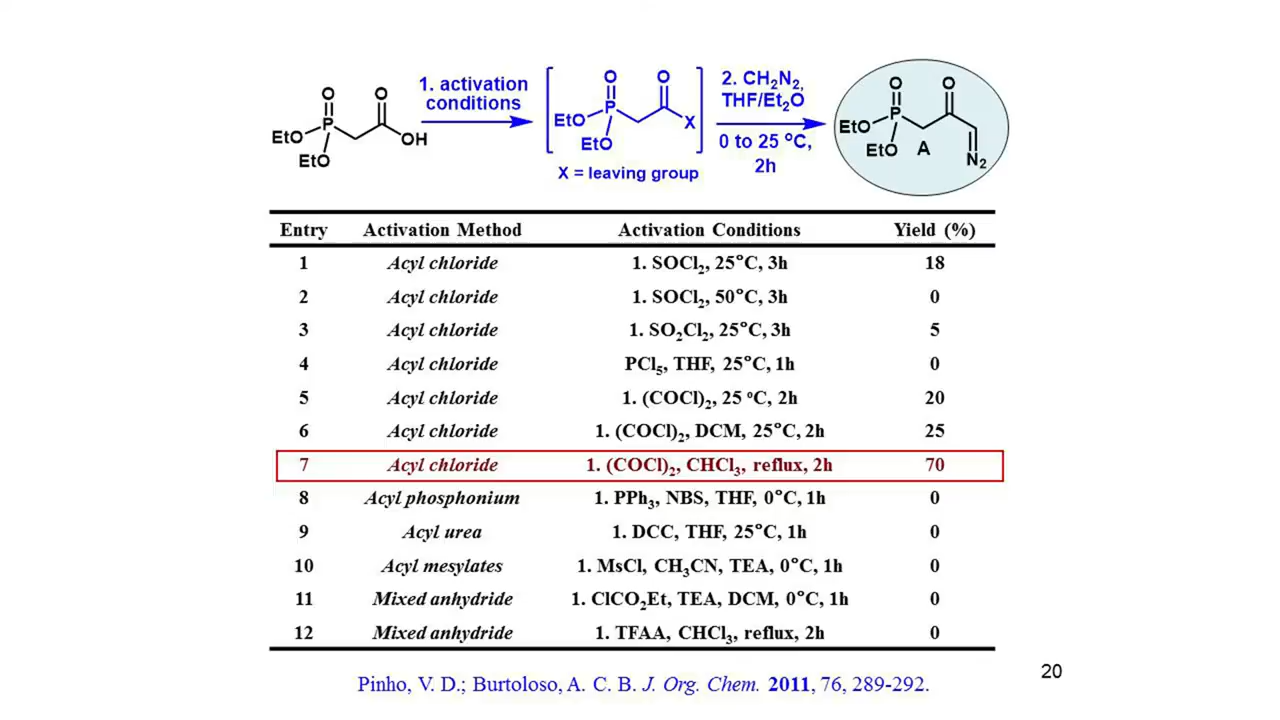 O
P
EtO
EtO
O
OH
1. activation
conditions
O
P
EtO
EtO
O
X
X = leaving group
2. CH₂N₂,
THF/Et₂O
0 to 25 °C,
2h
O
P
EtO
EtO
O
N₂
A
Entry Activation Method Activation Conditions Yield (%)
1 Acyl chloride 1. SOCl₂, 25°C, 3h 18
2 Acyl chloride 1. SOCl₂, 50°C, 3h 0
3 Acyl chloride 1. SO₂Cl₂, 25°C, 3h 5
4 Acyl chloride PCl₅, THF, 25°C, 1h 0
5 Acyl chloride 1. (COCl)₂, 25 °C, 2h 20
6 Acyl chloride 1. (COCl)₂, DCM, 25°C, 2h 25
7 Acyl chloride 1. (COCl)₂, CHCl₃, reflux, 2h 70
8 Acyl phosphonium 1. PPh₃, NBS, THF, 0°C, 1h 0
9 Acyl urea 1. DCC, THF, 25°C, 1h 0
10 Acyl mesylates 1. MsCl, CH₃CN, TEA, 0°C, 1h 0
11 Mixed anhydride 1. ClCO₂Et, TEA, DCM, 0°C, 1h 0
12 Mixed anhydride 1. TFAA, CHCl₃, reflux, 2h 0
Pinho, V. D.; Burtoloso, A. C. B. J. Org. Chem. 2011, 76, 289-292.
20